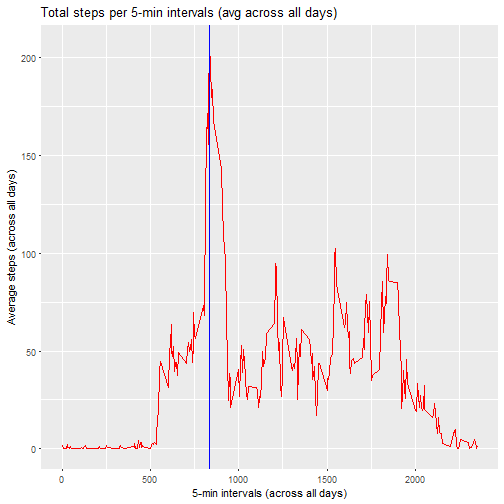 Total steps per 5-min intervals (avg across all days)
Average steps (across all days)
200
150
100
50
0
0 500 1000 1500 2000
5-min intervals (across all days)